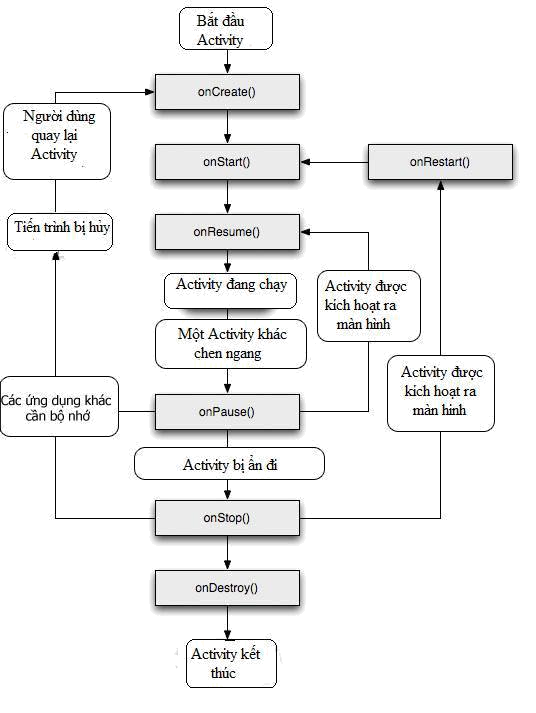 Bắt đầu
Activity
onCreate()
Người dùng
quay lại
Activity
onStart()
onRestart()
Tiến trình bị hủy
onResume()
Activity đang chạy
Activity được
kích hoạt ra
màn hình
Một Activity khác
chen ngang
Activity được
kích hoạt ra
màn hinh
Các ứng dụng khác
cần bộ nhớ
onPause()
Activity bị ẩn đi
onStop()
onDestroy()
Activity kết
thúc